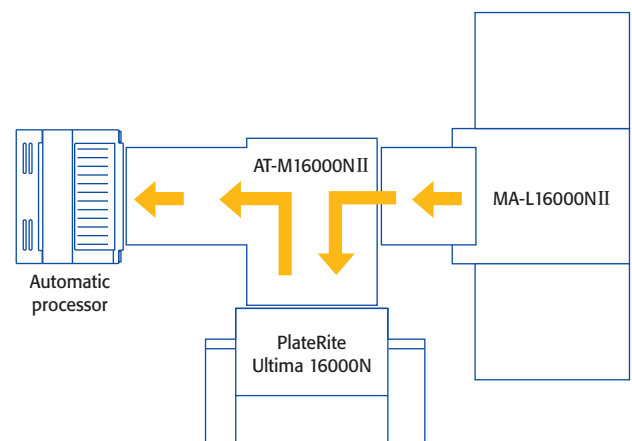 AT-M16000NII
MA-L16000NII
Automatic
processor
PlateRite
Ultima 16000N